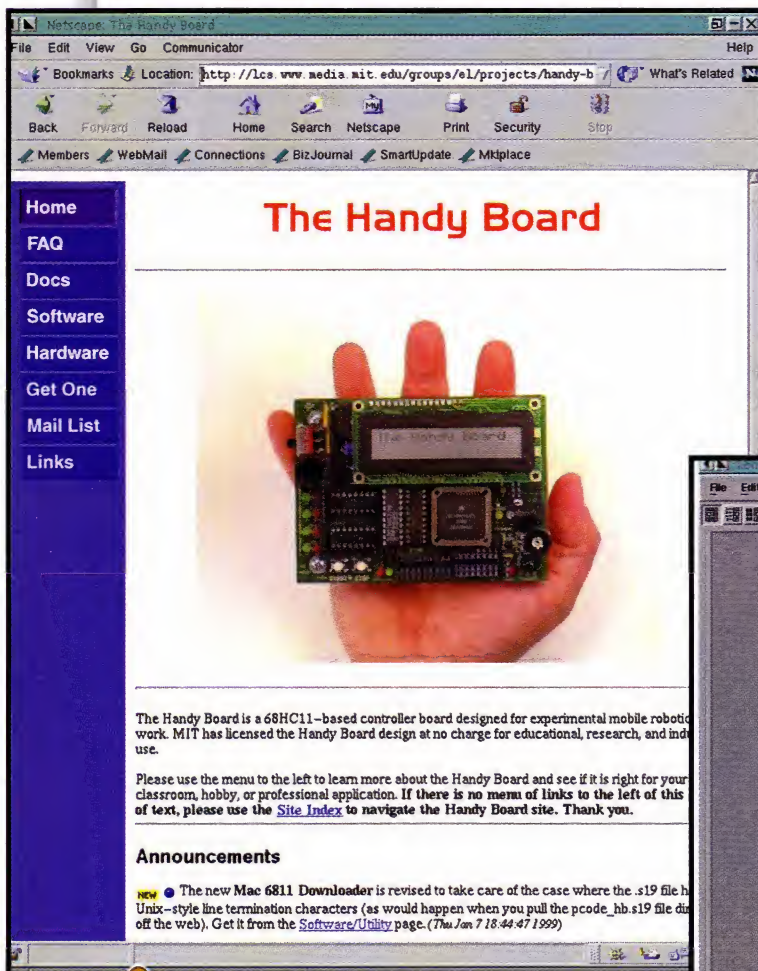 Netscape: The Handy Board
File Edit View Go Communicator Help
Bookmarks Location: http://lcs.www.media.mit.edu/groups/el/projects/handy-b What's Related
Back Forward Reload Home Search Netscape Print Security Stop
Members WebMail Connections BizJournal SmartUpdate Mktplace
Home
FAQ
Docs
Software
Hardware
Get One
Mail List
Links
The Handy Board
The Handy Board
The Handy Board is a 68HC11-based controller board designed for experimental mobile robotic
work. MIT has licensed the Handy Board design at no charge for educational, research, and ind
use.
Please use the menu to the left to learn more about the Handy Board and see if it is right for your
classroom, hobby, or professional application. If there is no menu of links to the left of this
of text, please use the Site Index to navigate the Handy Board site. Thank you.
Announcements
NEW The new Mac 6811 Downloader is revised to take care of the case where the .s19 file h
Unix-style line termination characters (as would happen when you pull the pcode_hb.s19 file dir
off the web). Get it from the Software/Utility page. (Thu Jan 7 18:44:47 1999)
File Edit